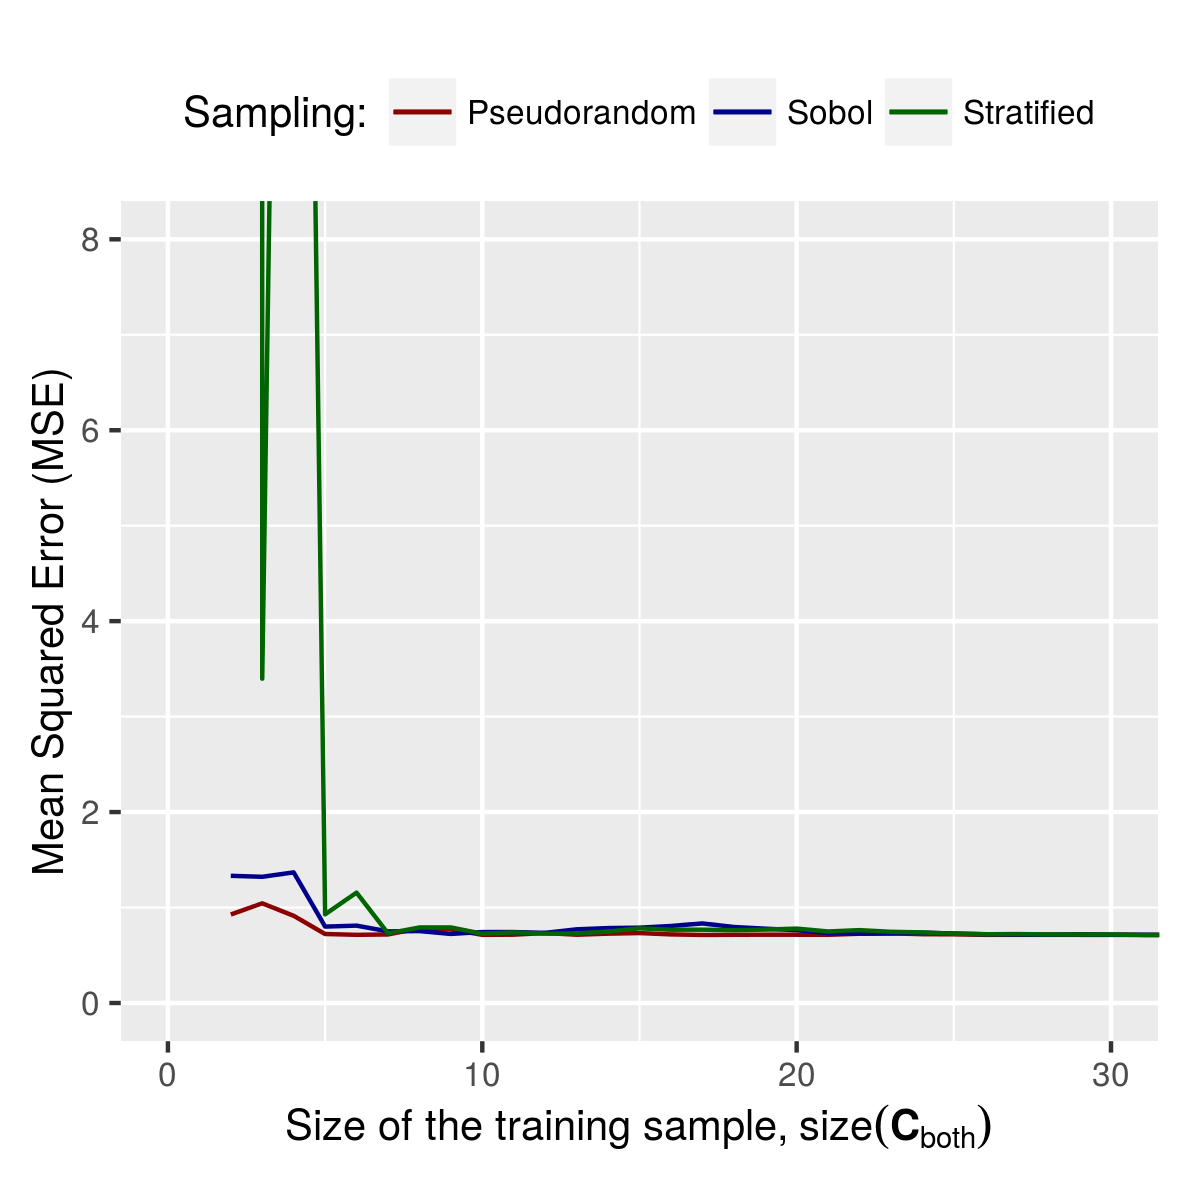 Sampling: Pseudorandom Sobol Stratified
8
6
4
2
0
0 10 20 30
Mean Squared Error (MSE)
Size of the training sample, size(C_both)